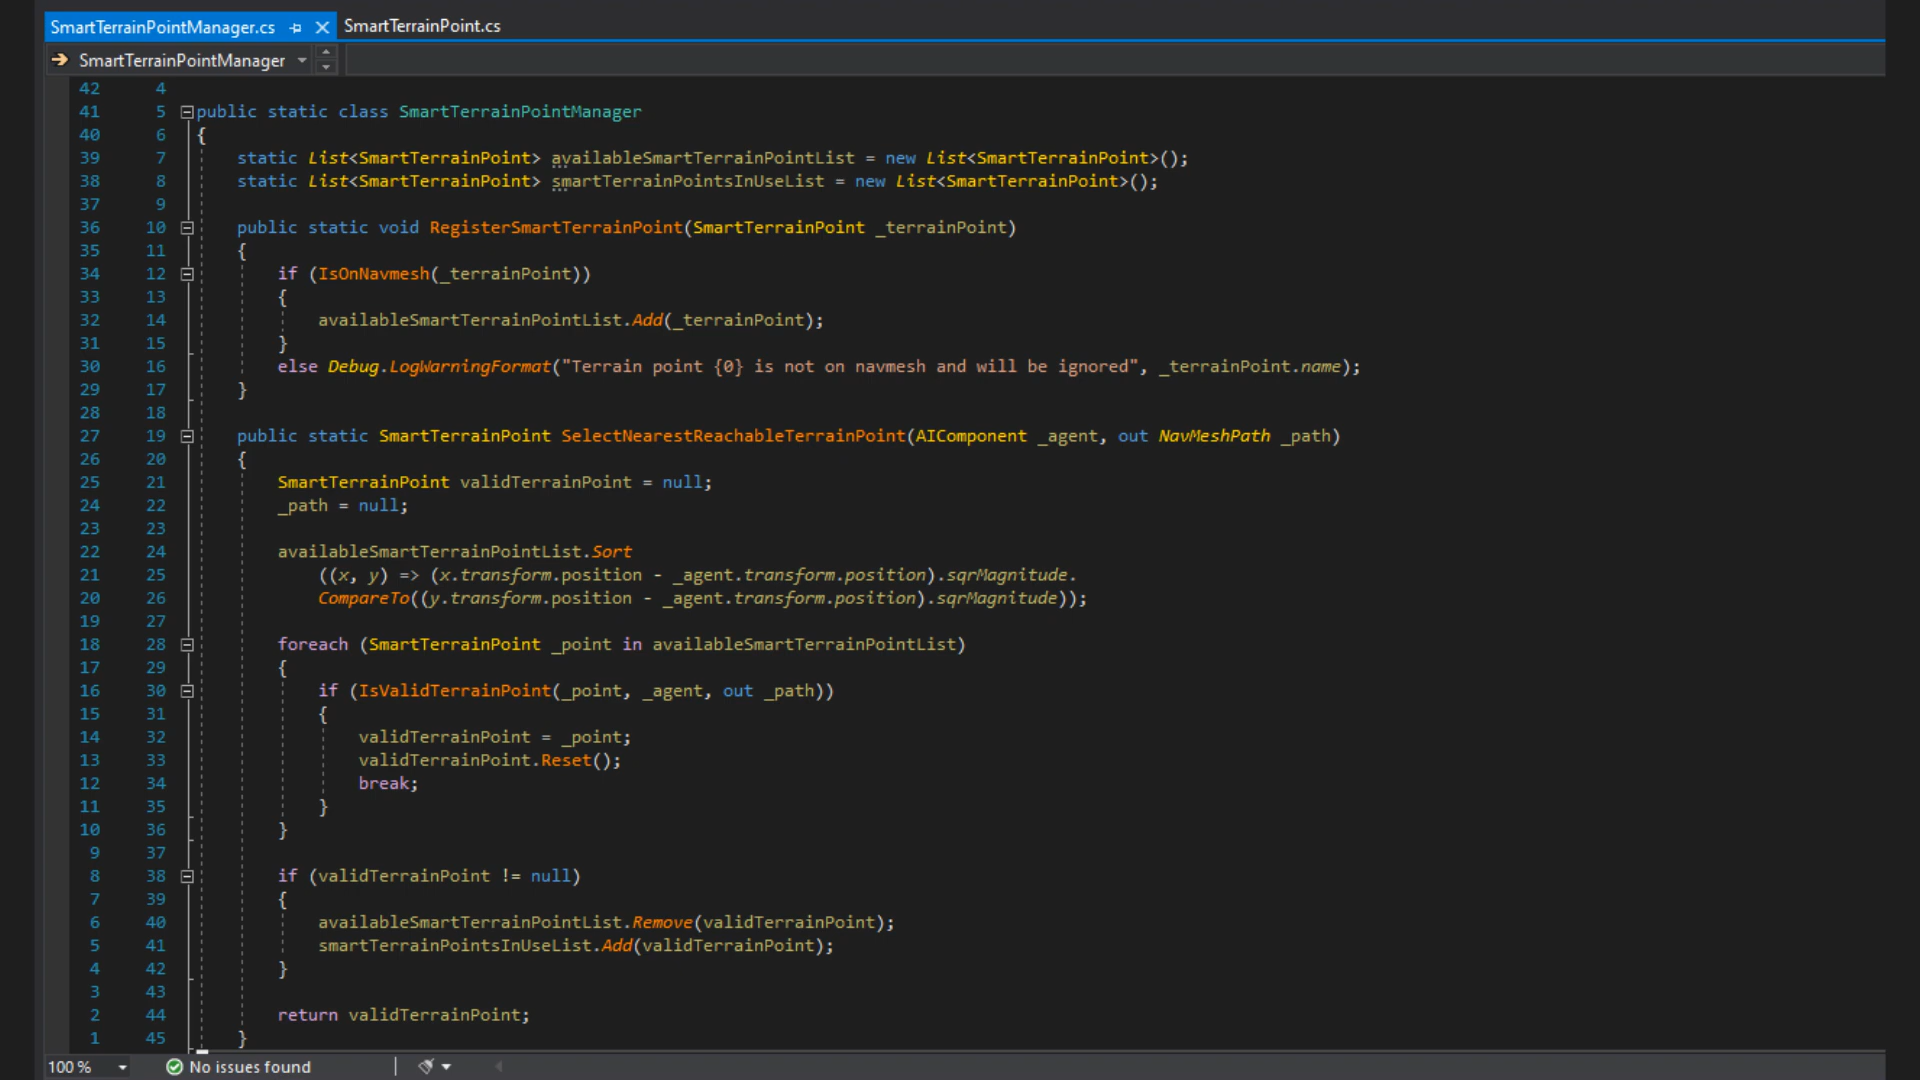 SmartTerrainPointManager.cs SmartTerrainPoint.cs
SmartTerrainPointManager
42 4
41 5 public static class SmartTerrainPointManager
40 6 {
39 7 static List<SmartTerrainPoint> availableSmartTerrainPointList = new List<SmartTerrainPoint>();
38 8 static List<SmartTerrainPoint> smartTerrainPointsInUseList = new List<SmartTerrainPoint>();
37 9
36 10 public static void RegisterSmartTerrainPoint(SmartTerrainPoint _terrainPoint)
35 11 {
34 12 if (IsOnNavmesh(_terrainPoint))
33 13 {
32 14 availableSmartTerrainPointList.Add(_terrainPoint);
31 15 }
30 16 else Debug.LogWarningFormat("Terrain point {0} is not on navmesh and will be ignored", _terrainPoint.name);
29 17 }
28 18
27 19 public static SmartTerrainPoint SelectNearestReachableTerrainPoint(AIComponent _agent, out NavMeshPath _path)
26 20 {
25 21 SmartTerrainPoint validTerrainPoint = null;
24 22 _path = null;
23 23
22 24 availableSmartTerrainPointList.Sort
21 25 ((x, y) => (x.transform.position - _agent.transform.position).sqrMagnitude.
20 26 CompareTo((y.transform.position - _agent.transform.position).sqrMagnitude));
19 27
18 28 foreach (SmartTerrainPoint _point in availableSmartTerrainPointList)
17 29 {
16 30 if (IsValidTerrainPoint(_point, _agent, out _path))
15 31 {
14 32 validTerrainPoint = _point;
13 33 validTerrainPoint.Reset();
12 34 break;
11 35 }
10 36 }
9 37
8 38 if (validTerrainPoint != null)
7 39 {
6 40 availableSmartTerrainPointList.Remove(validTerrainPoint);
5 41 smartTerrainPointsInUseList.Add(validTerrainPoint);
4 42 }
3 43
2 44 return validTerrainPoint;
1 45 }
100 % No issues found